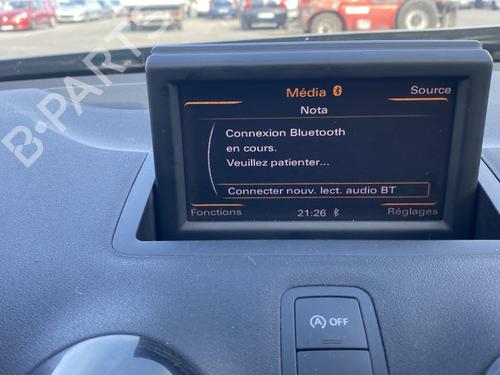 Média
Source
Nota
Connexion Bluetooth
en cours.
Veuillez patienter...
Connecter nouv. lect. audio BT
Fonctions
21:26
Réglages
A OFF
B-PARTS